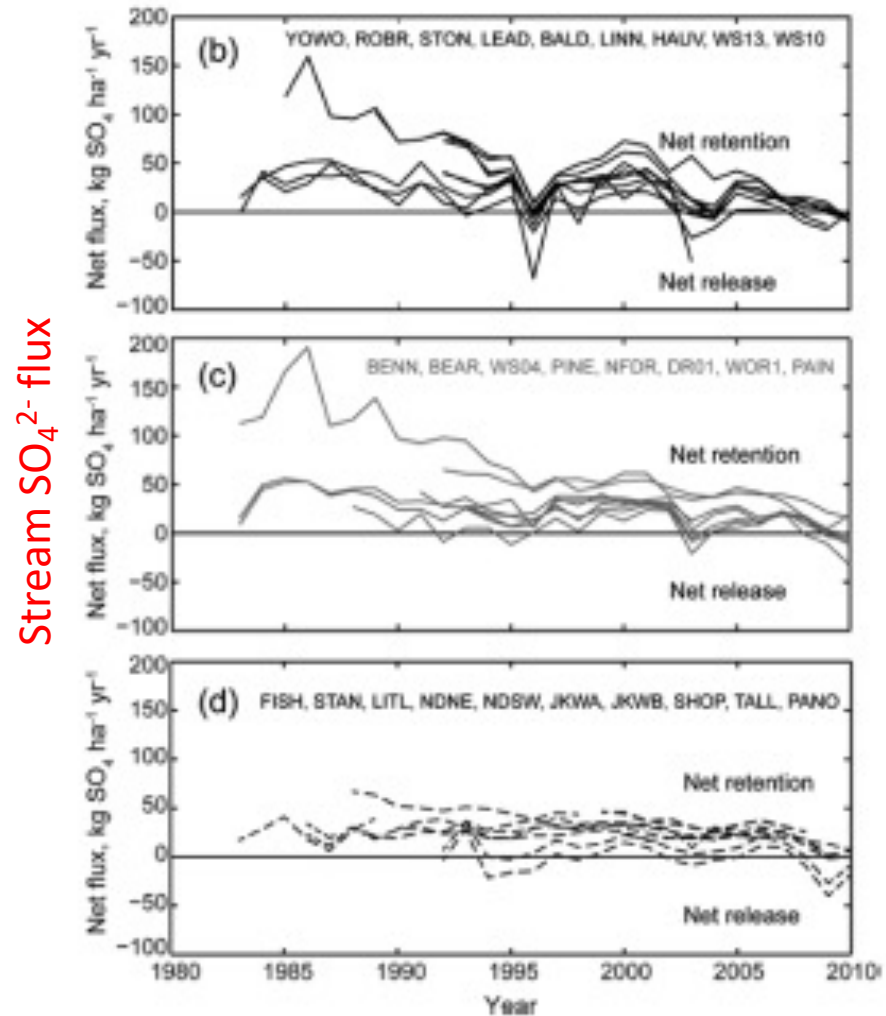 Stream SO₄²⁻ flux
Net flux, kg SO₄ ha⁻¹ yr⁻¹
200
150
100
50
0
−50
−100
(b)
YOWO, ROBR, STON, LEAD, BALD, LINN, HAUV, WS13, WS10
Net retention
Net release
Net flux, kg SO₄ ha⁻¹ yr⁻¹
200
150
100
50
0
−50
−100
(c)
BENN, BEAR, WS04, PINE, NFDR, DR01, WOR1, PAIN
Net retention
Net release
Net flux, kg SO₄ ha⁻¹ yr⁻¹
200
150
100
50
0
−50
−100
(d)
FISH, STAN, LITL, NDNE, NDSW, JKWA, JKWB, SHOP, TALL, PANO
Net retention
Net release
1980 1985 1990 1995 2000 2005 2010
Year